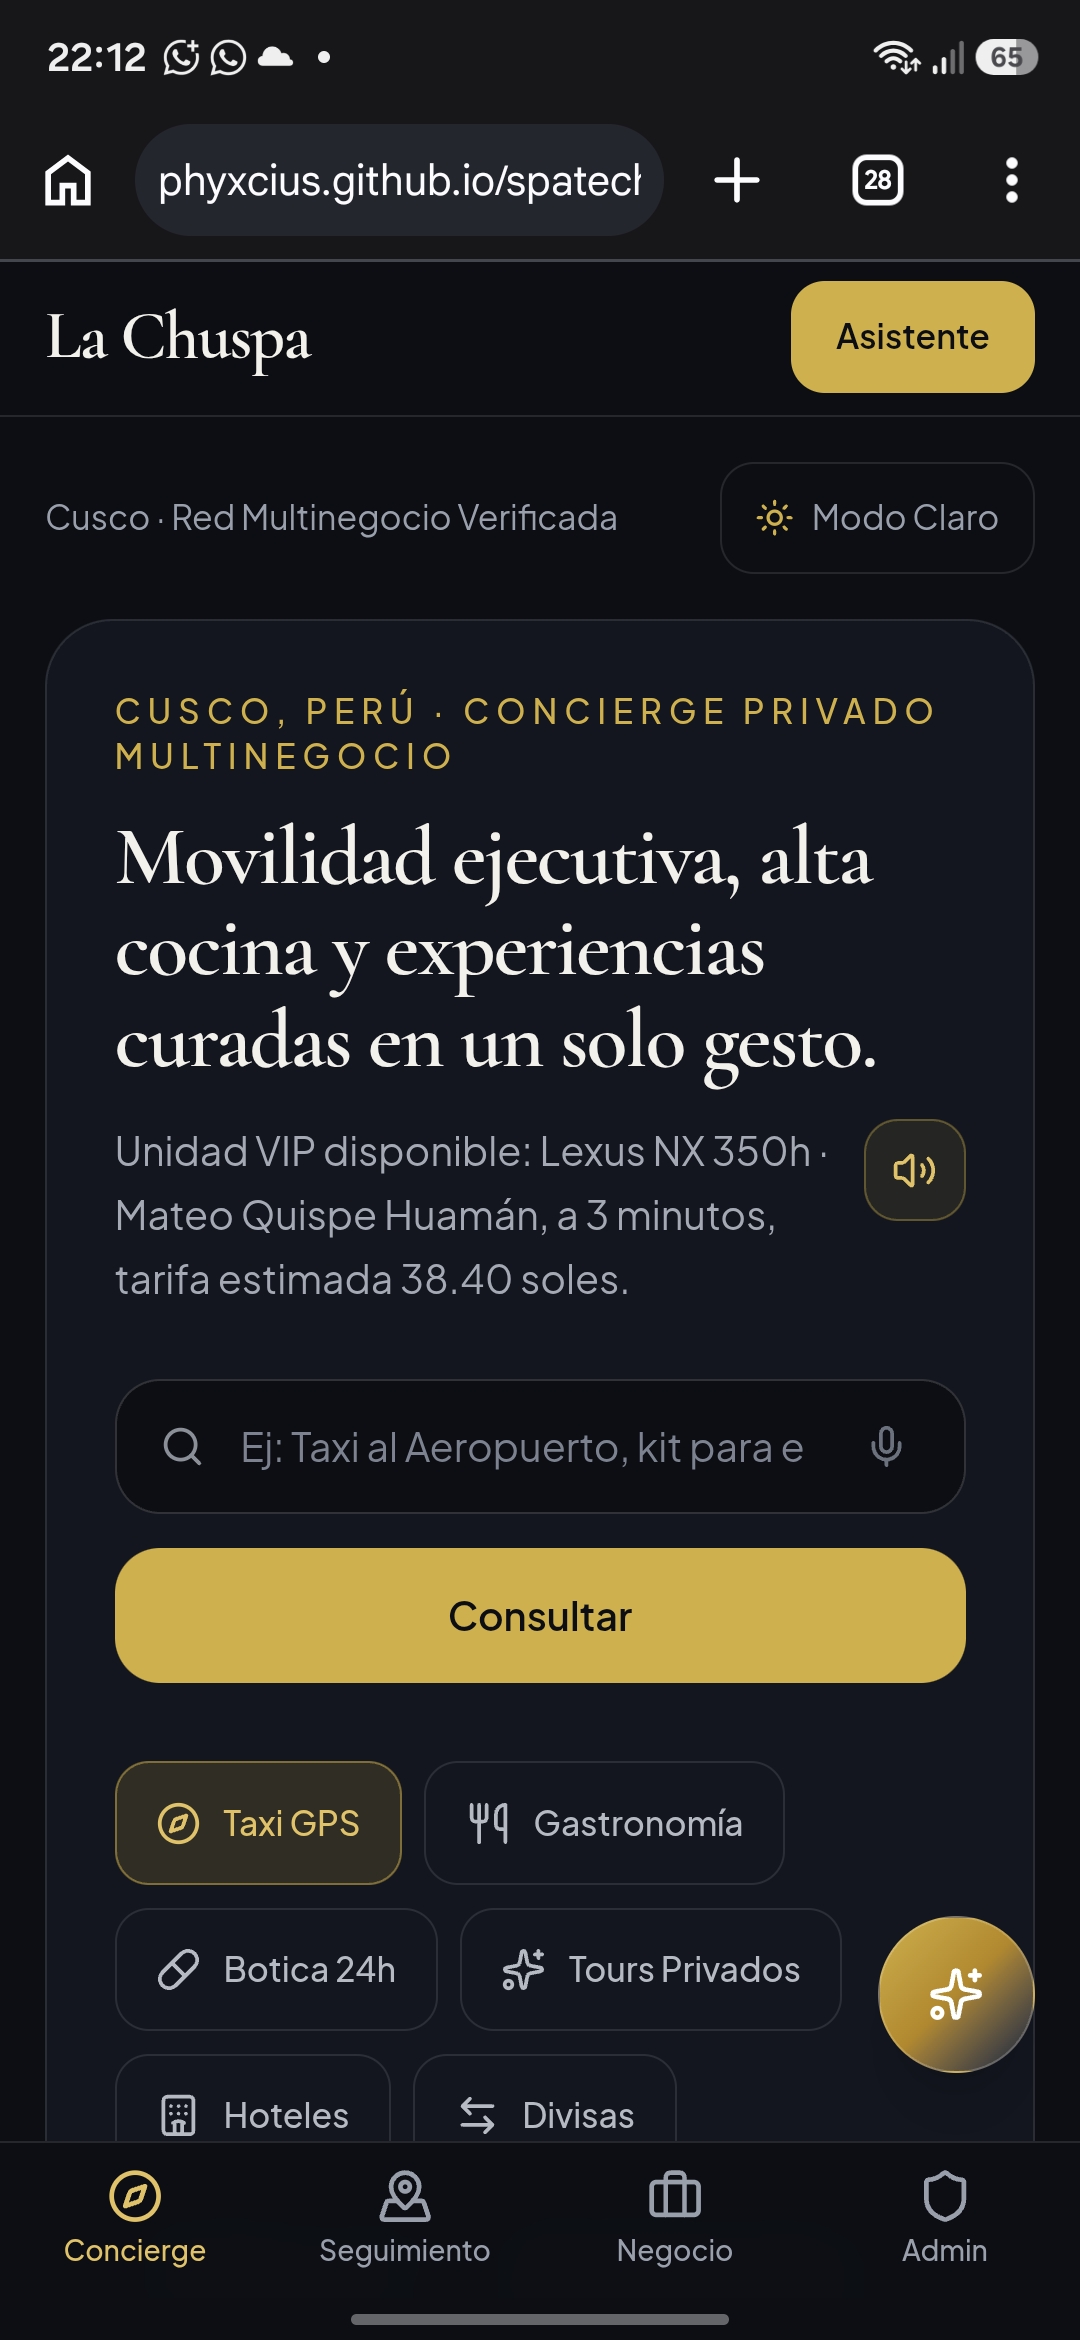 22:12
65
phyxcius.github.io/spatech
28
La Chuspa
Asistente
Cusco · Red Multinegocio Verificada
Modo Claro
CUSCO, PERÚ · CONCIERGE PRIVADO
MULTINEGOCIO
Movilidad ejecutiva, alta
cocina y experiencias
curadas en un solo gesto.
Unidad VIP disponible: Lexus NX 350h ·
Mateo Quispe Huamán, a 3 minutos,
tarifa estimada 38.40 soles.
Ej: Taxi al Aeropuerto, kit para e
Consultar
Taxi GPS
Gastronomía
Botica 24h
Tours Privados
Hoteles
Divisas
Concierge
Seguimiento
Negocio
Admin